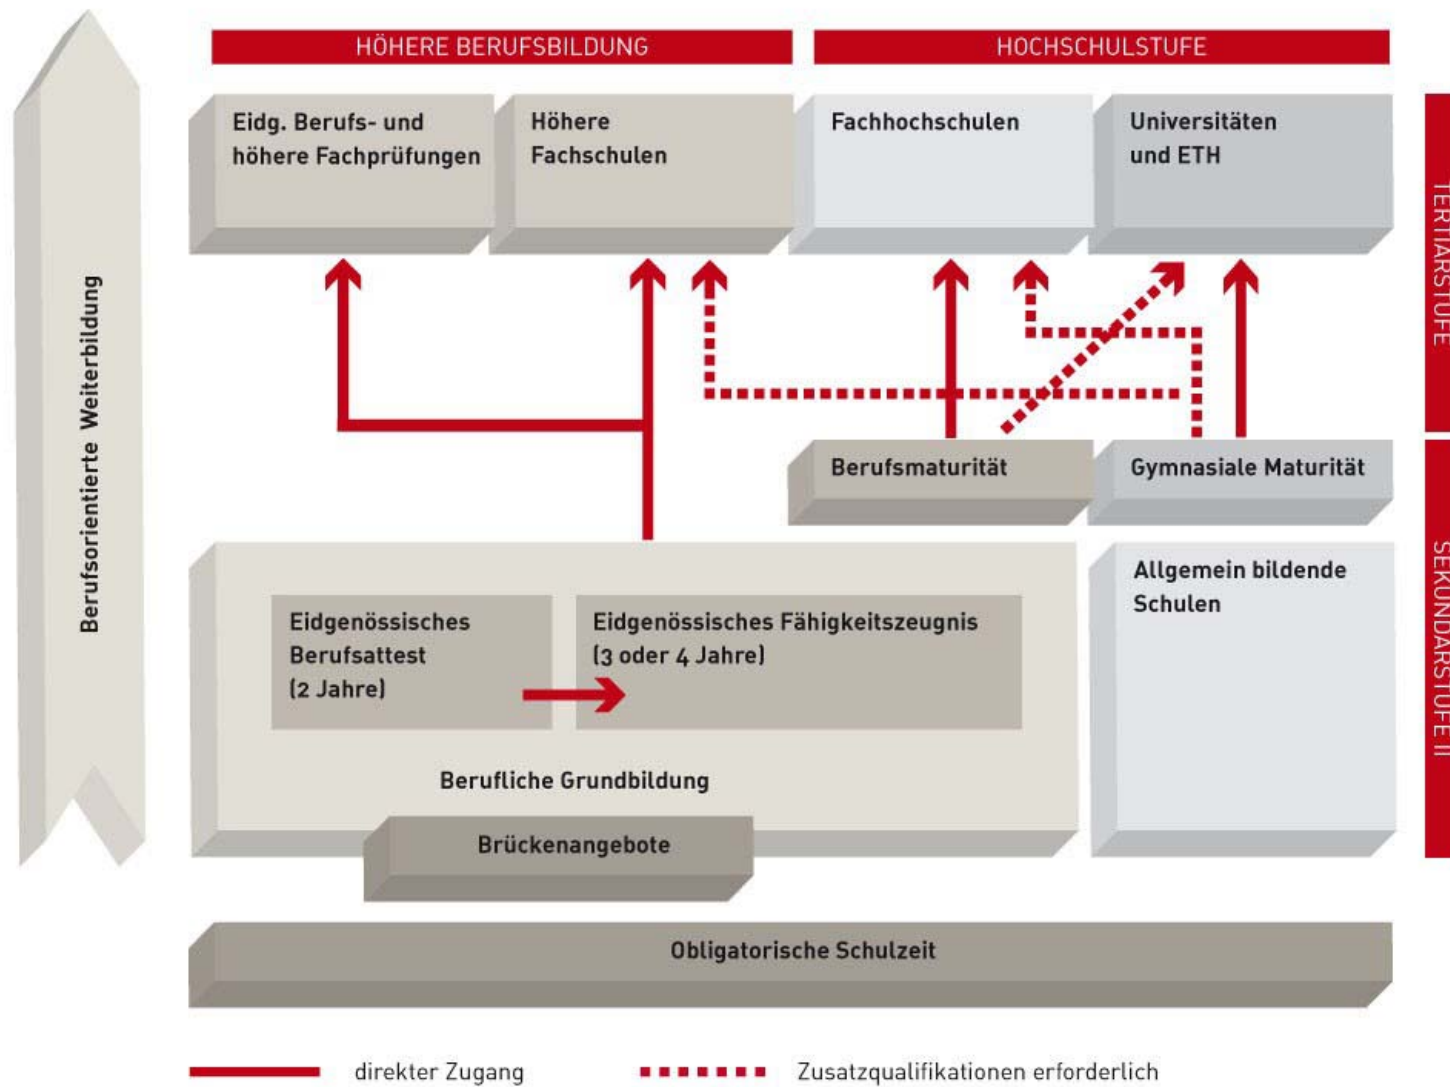 HÖHERE BERUFSBILDUNG
HOCHSCHULSTUFE
Eidg. Berufs- und
höhere Fachprüfungen
Höhere
Fachschulen
Fachhochschulen
Universitäten
und ETH
TERTIÄRSTUFE
Berufsorientierte Weiterbildung
Berufsmaturität
Gymnasiale Maturität
SEKUNDARSTUFE II
Allgemein bildende
Schulen
Eidgenössisches
Berufsattest
(2 Jahre)
Eidgenössisches Fähigkeitszeugnis
(3 oder 4 Jahre)
Berufliche Grundbildung
Brückenangebote
Obligatorische Schulzeit
direkter Zugang
Zusatzqualifikationen erforderlich